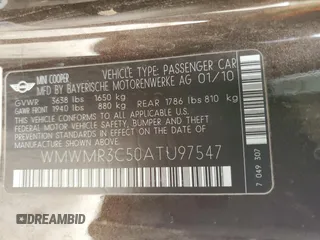 VEHICLE TYPE: PASSENGER CAR
MINI COOPER
MFD BY BAYERISCHE MOTORENWERKE AG 01/10
GVWR 3638 lbs 1650 kg
GAWR FRONT 1940 lbs 880 kg REAR 1786 lbs 810 kg
THIS VEHICLE CONFORMS TO ALL APPLICABLE
FEDERAL MOTOR VEHICLE SAFETY, BUMPER
AND THEFT PREVENTION STANDARDS IN
EFFECT ON THE DATE OF MANUFACTURE
SHOWN ABOVE
WMWMR3C50ATU97547
7 049 307
© AMERIBID